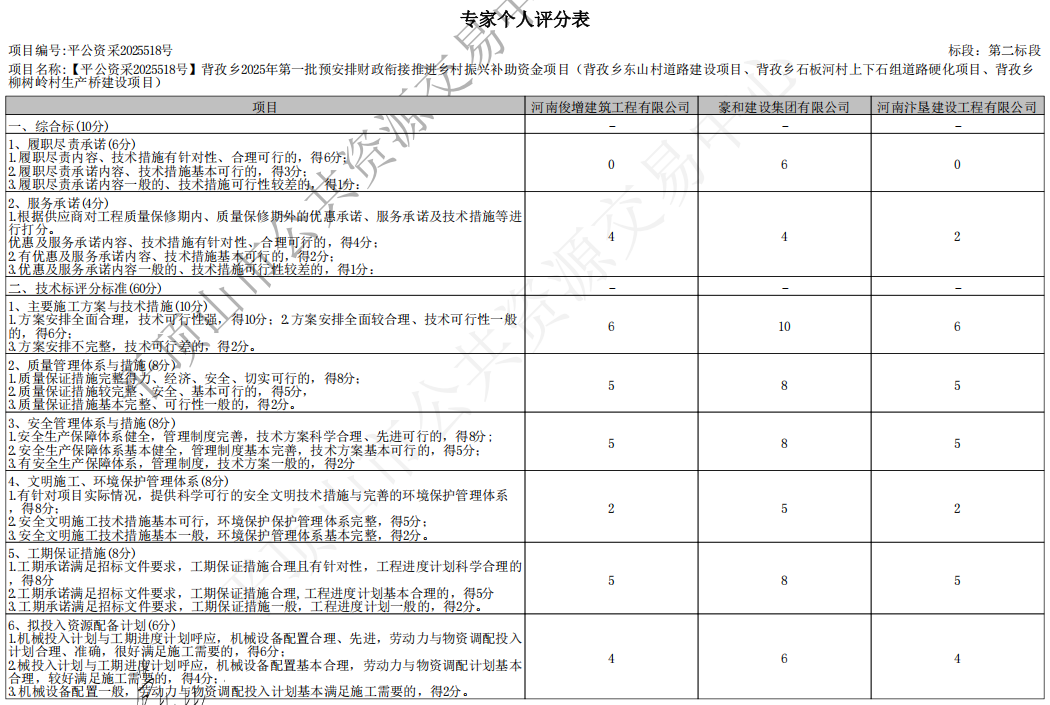 专家个人评分表
项目编号:平公资采2025518号
标段：第二标段
项目名称:【平公资采2025518号】背孜乡2025年第一批预安排财政衔接推进乡村振兴补助资金项目（背孜乡东山村道路建设项目、背孜乡石板河村上下石组道路硬化项目、背孜乡
柳树岭村生产桥建设项目）
项目 河南俊增建筑工程有限公司 豪和建设集团有限公司 河南汴垦建设工程有限公司
一、综合标(10分) – – –
1、履职尽责承诺(6分)
1.履职尽责内容、技术措施有针对性、合理可行的，得6分；
2.履职尽责承诺内容、技术措施基本可行的，得3分；
3.履职尽责承诺内容一般的、技术措施可行性较差的，得1分；
0 6 0
2、服务承诺(4分)
1.根据供应商对工程质量保修期内、质量保修期外的优惠承诺、服务承诺及技术措施等进
行打分。
优惠及服务承诺内容、技术措施有针对性、合理可行的，得4分；
2.有优惠及服务承诺内容、技术措施基本可行的，得2分；
3.优惠及服务承诺内容一般的、技术措施可行性较差的，得1分；
4 4 2
二、技术标评分标准(60分) – – –
1、主要施工方案与技术措施(10分)
1.方案安排全面合理，技术可行性强，得10分；2.方案安排全面较合理、技术可行性一般
的，得6分；
3.方案安排不完整，技术可行差的，得2分。
6 10 6
2、质量管理体系与措施(8分)
1.质量保证措施完整有力、经济、安全、切实可行的，得8分；
2.质量保证措施较完整、安全、基本可行的，得5分，
3.质量保证措施基本完整、可行性一般的，得2分。
5 8 5
3、安全管理体系与措施(8分)
1.安全生产保障体系健全，管理制度完善，技术方案科学合理、先进可行的，得8分；
2.安全生产保障体系基本健全，管理制度基本完善，技术方案基本可行的，得5分；
3.有安全生产保障体系，管理制度，技术方案一般的，得2分
5 8 5
4、文明施工、环境保护管理体系(8分)
1.有针对项目实际情况，提供科学可行的安全文明技术措施与完善的环境保护管理体系
，得8分；
2.安全文明施工技术措施基本可行，环境保护保护管理体系完整，得5分；
3.安全文明施工技术措施基本一般，环境保护管理体系基本完整，得2分。
2 5 2
5、工期保证措施(8分)
1.工期承诺满足招标文件要求，工期保证措施合理且有针对性，工程进度计划科学合理的
，得8分
2.工期承诺满足招标文件要求，工期保证措施合理,工程进度计划基本合理的，得5分
3.工期承诺满足招标文件要求，工期保证措施一般，工程进度计划一般的，得2分。
5 8 5
6、拟投入资源配备计划(6分)
1.机械投入计划与工期进度计划呼应，机械设备配置合理、先进，劳动力与物资调配投入
计划合理、准确，很好满足施工需要的，得6分；
2.械投入计划与工期进度计划呼应，机械设备配置基本合理，劳动力与物资调配计划基本
合理，较好满足施工需要的，得4分；
3.机械设备配置一般，劳动力与物资调配投入计划基本满足施工需要的，得2分。
4 6 4
平顶山市公共资源交易中心
平顶山市公共资源交易中心